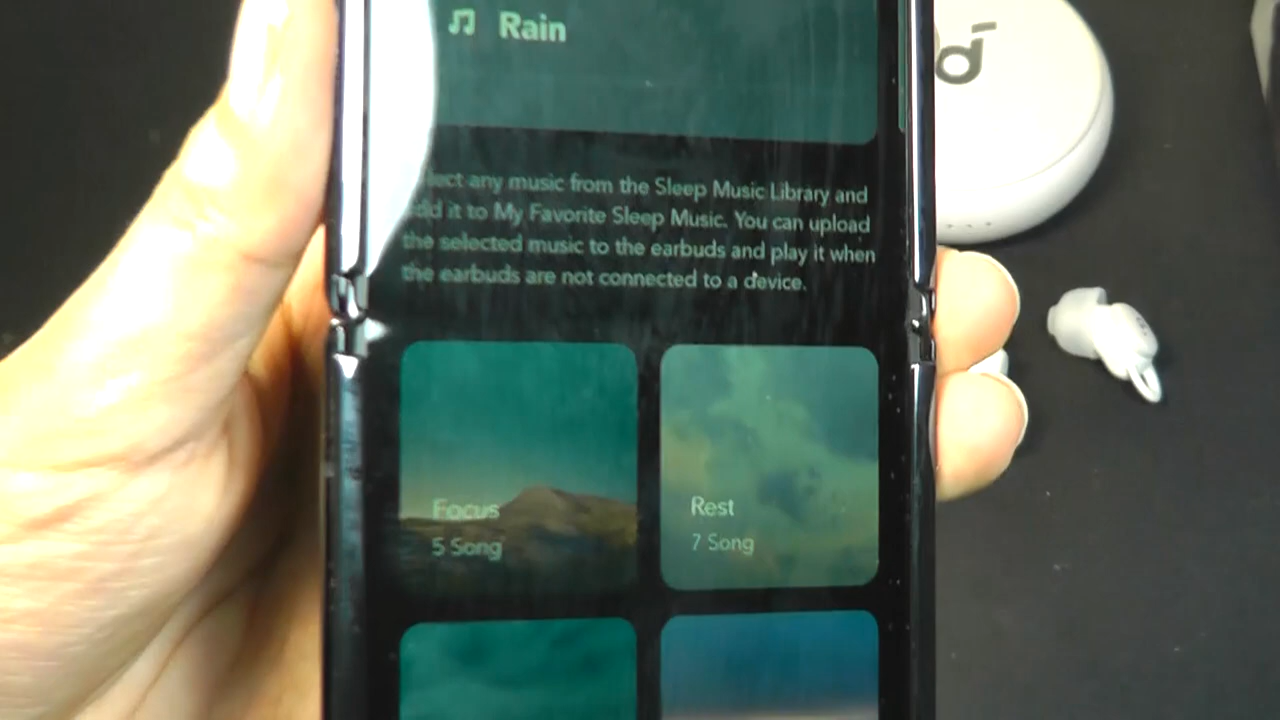 Rain
lect any music from the Sleep Music Library and
add it to My Favorite Sleep Music. You can upload
the selected music to the earbuds and play it when
the earbuds are not connected to a device.
Focus
5 Song
Rest
7 Song